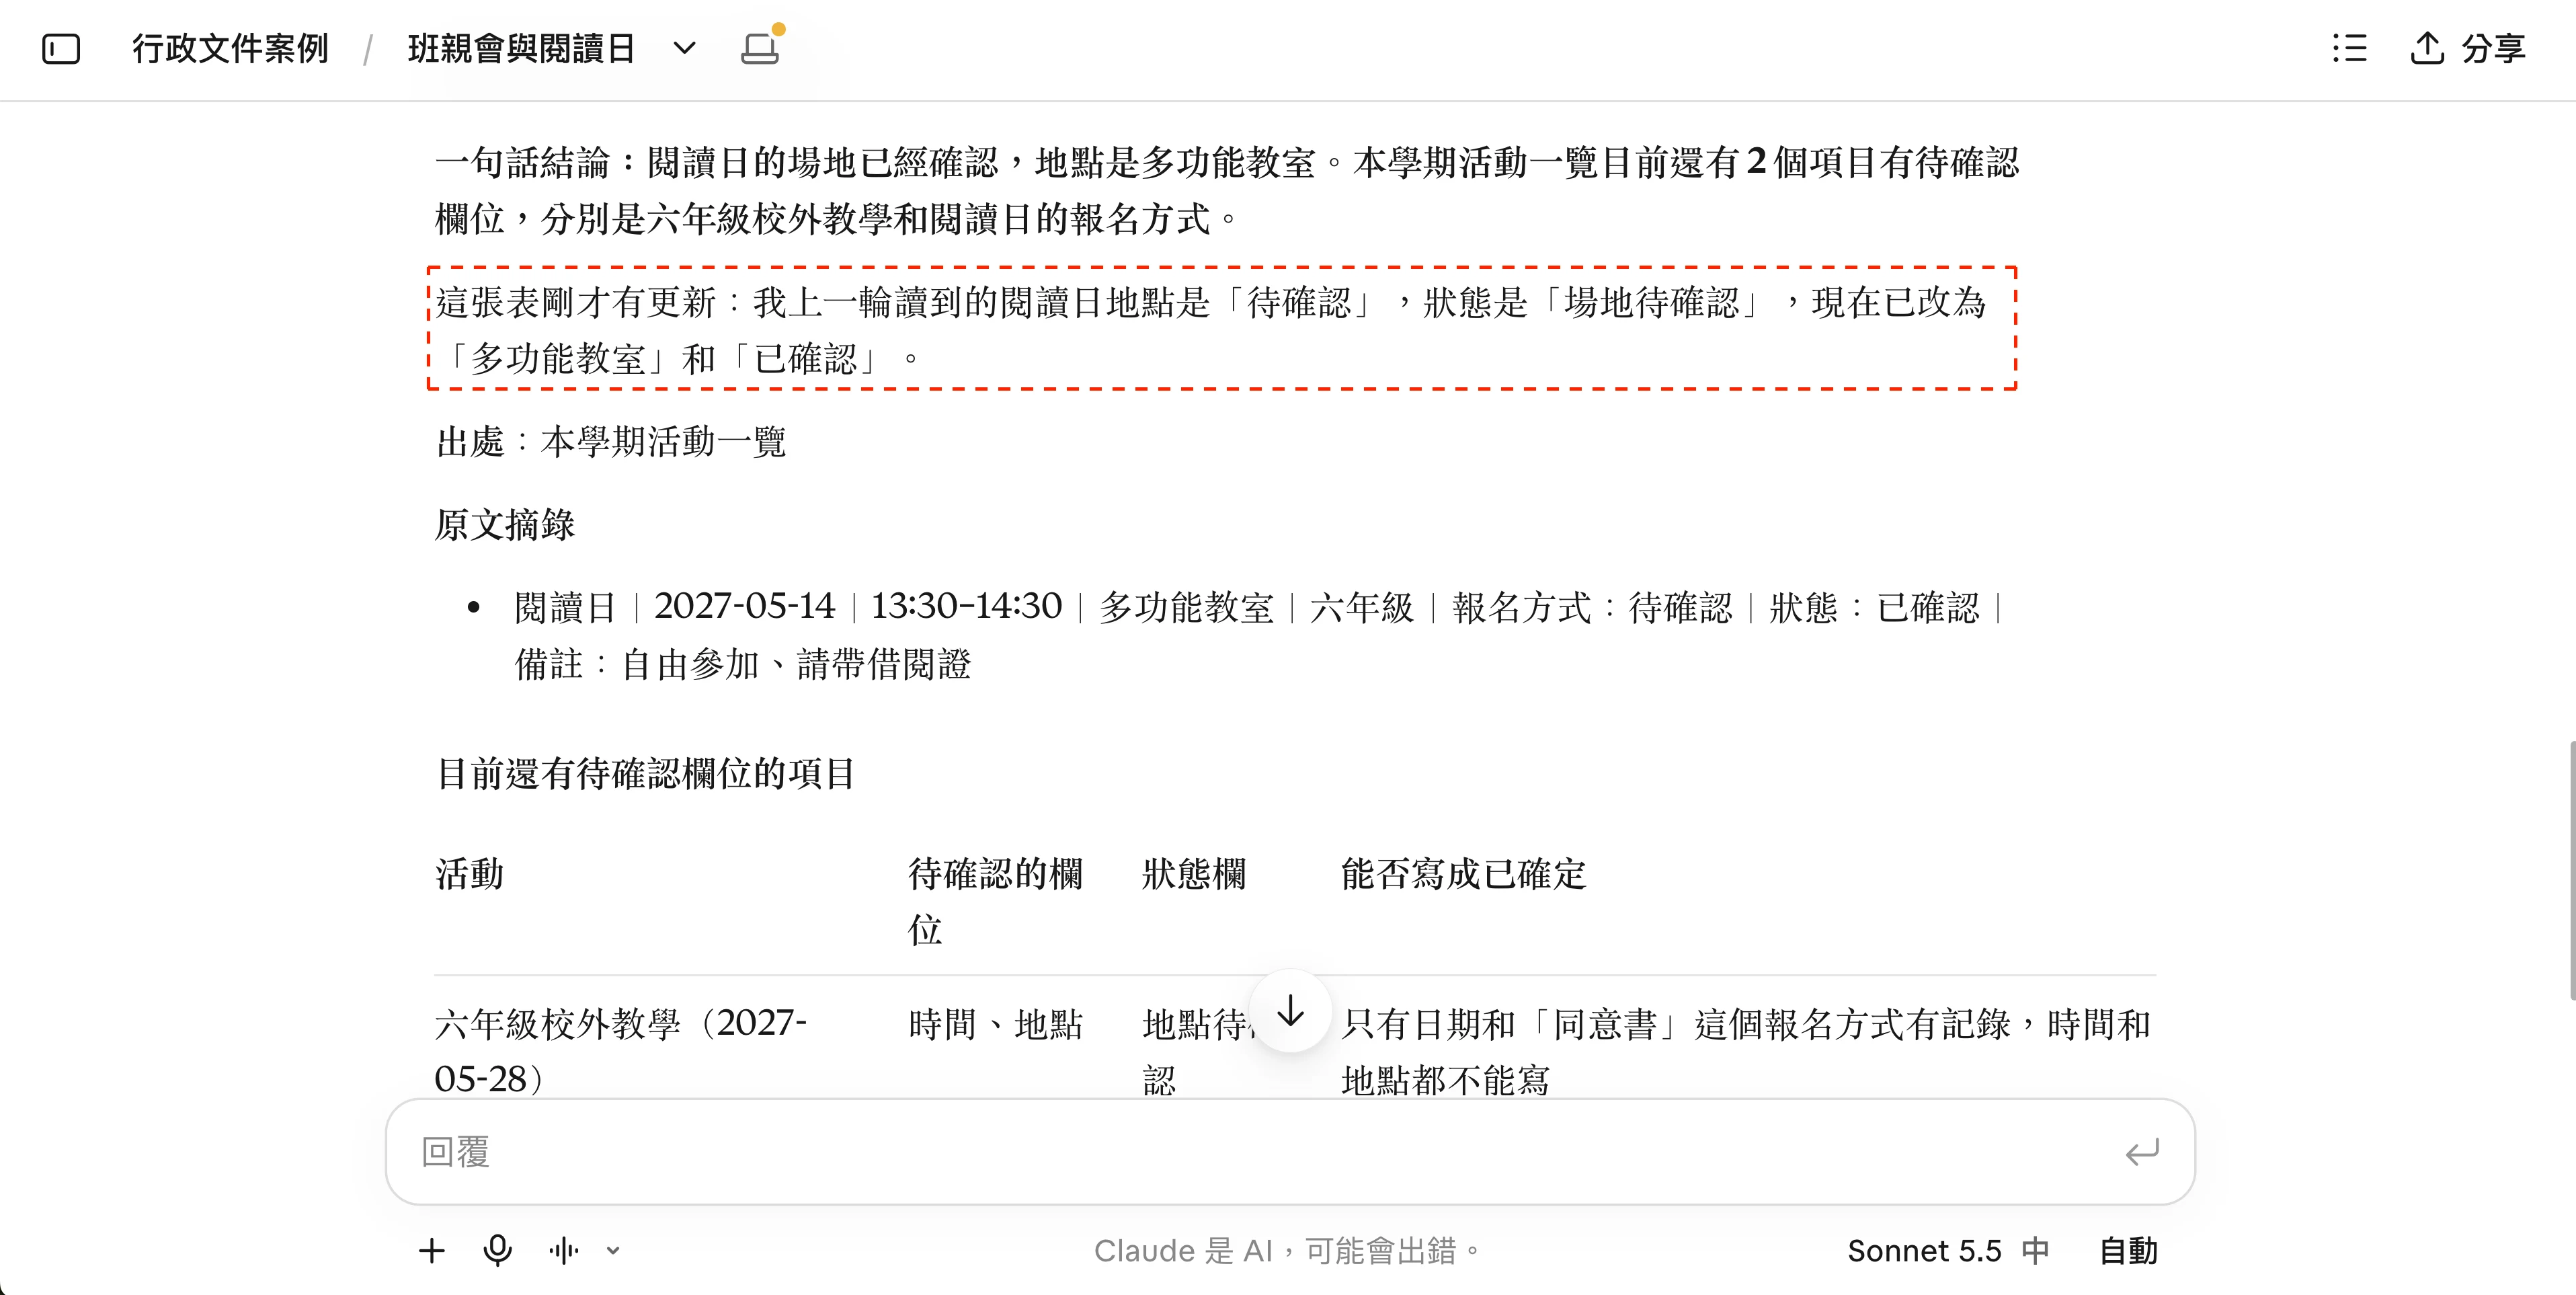 行政文件案例 / 班親會與閱讀日
分享
一句話結論：閱讀日的場地已經確認，地點是多功能教室。本學期活動一覽目前還有 2 個項目有待確認
欄位，分別是六年級校外教學和閱讀日的報名方式。
這張表剛才有更新：我上一輪讀到的閱讀日地點是「待確認」，狀態是「場地待確認」，現在已改為
「多功能教室」和「已確認」。
出處：本學期活動一覽
原文摘錄
• 閱讀日｜2027-05-14｜13:30–14:30｜多功能教室｜六年級｜報名方式：待確認｜狀態：已確認｜
備註：自由參加、請帶借閱證
目前還有待確認欄位的項目
活動 待確認的欄 狀態欄 能否寫成已確定
位
六年級校外教學（2027- 時間、地點 地點待 只有日期和「同意書」這個報名方式有記錄，時間和
05-28） 認 地點都不能寫
回覆
Claude 是 AI，可能會出錯。
Sonnet 5.5 中 自動